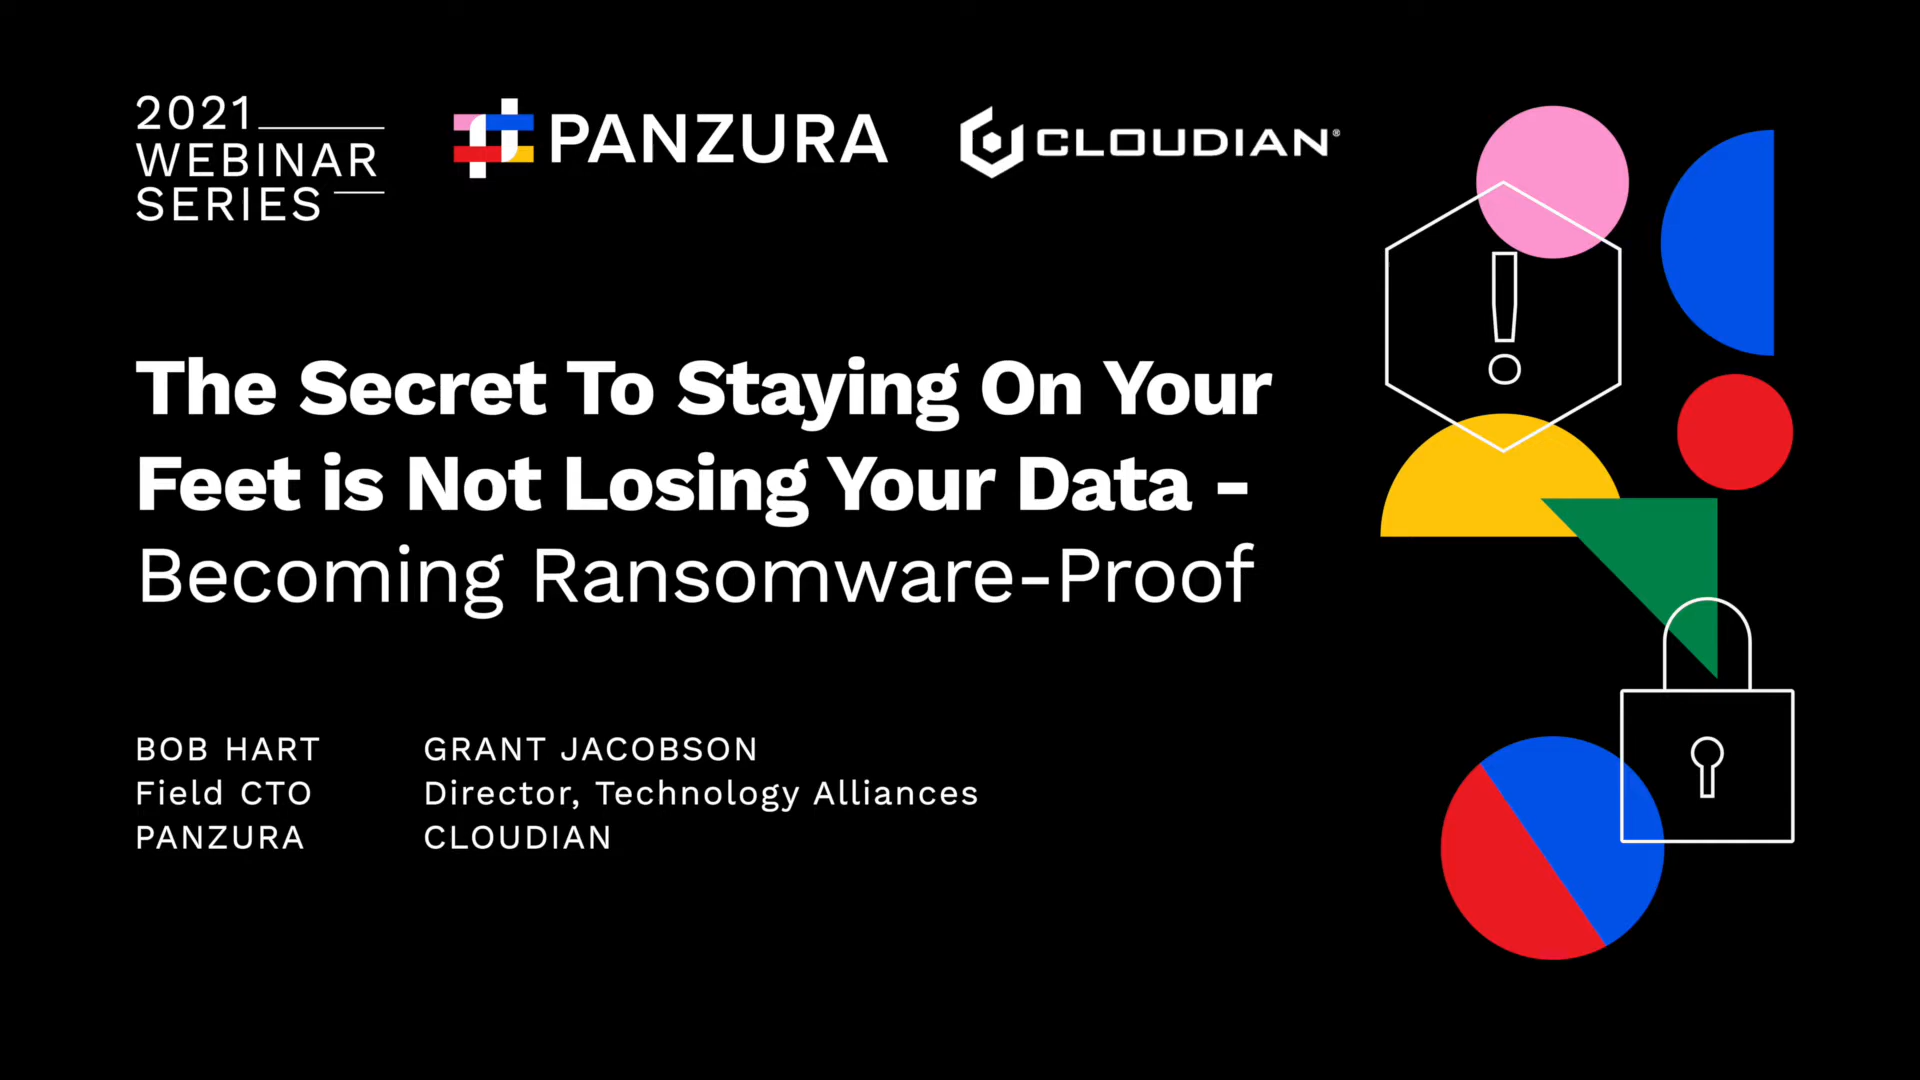 2021
WEBINAR
SERIES
PANZURA
CLOUDIAN®
The Secret To Staying On Your
Feet is Not Losing Your Data -
Becoming Ransomware-Proof
BOB HART
Field CTO
PANZURA
GRANT JACOBSON
Director, Technology Alliances
CLOUDIAN
!